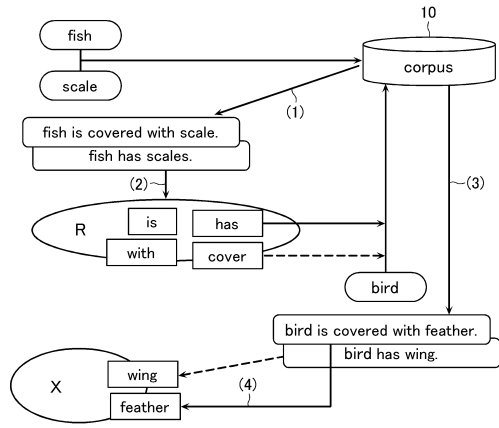 10
fish
corpus
scale
(1)
fish is covered with scale.
fish has scales.
(2)
(3)
R
is
has
with
cover
bird
bird is covered with feather.
bird has wing.
X
wing
(4)
feather